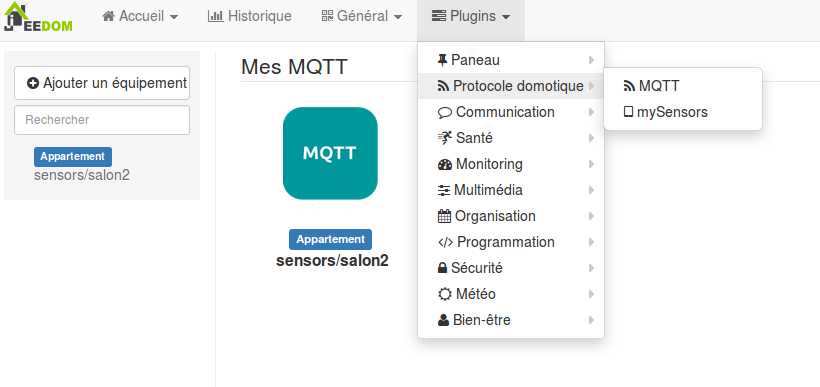 JEEDOM
Accueil
Historique
Général
Plugins
Ajouter un équipement
Rechercher
Appartement
sensors/salon2
Mes MQTT
MQTT
Appartement
sensors/salon2
Paneau
Protocole domotique
Communication
Santé
Monitoring
Multimédia
Organisation
Programmation
Sécurité
Météo
Bien-être
MQTT
mySensors